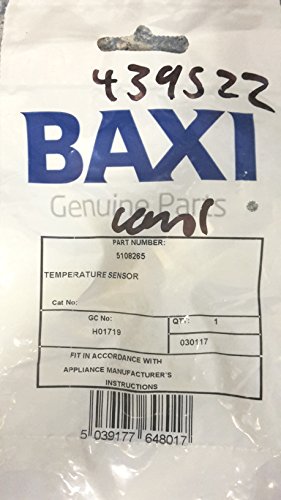 439522
BAXI
Genuine Parts
PART NUMBER:
5108265
TEMPERATURE SENSOR
Cat No:
GC No:
H01719
QTY: 1
030117
FIT IN ACCORDANCE WITH
APPLIANCE MANUFACTURER'S
INSTRUCTIONS
5 039177 648017